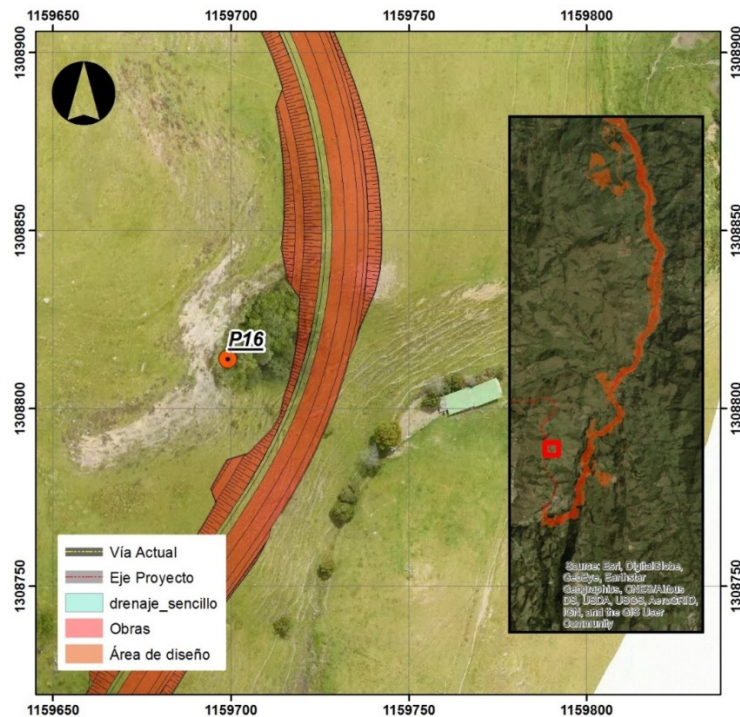 1159650
1159700
1159750
1159800
1308900
1308900
1308850
1308850
P16
1308800
1308800
1308750
1308750
Vía Actual
Eje Proyecto
drenaje_sencillo
Obras
Área de diseño
Source: Esri, DigitalGlobe,
GeoEye, Earthstar
Geographics, CNES/Airbus
DS, USDA, USGS, AeroGRID,
IGN, and the GIS User
Community
1159650
1159700
1159750
1159800